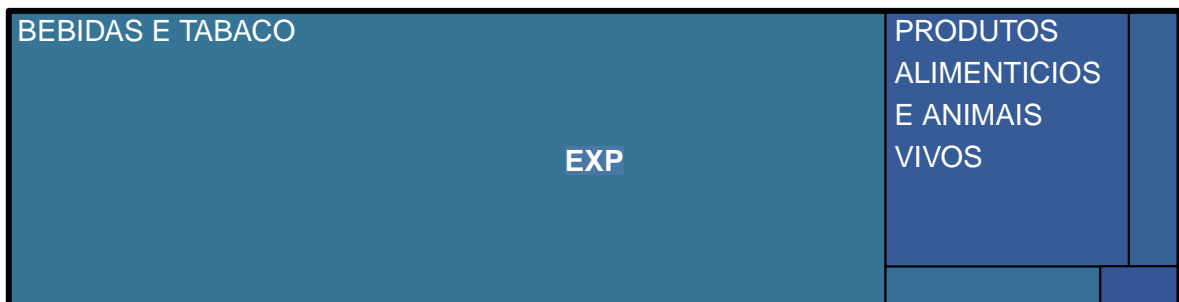 BEBIDAS E TABACO
PRODUTOS
ALIMENTICIOS
E ANIMAIS
VIVOS
EXP